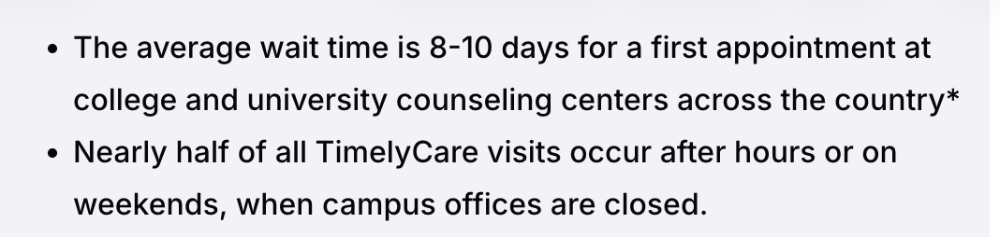 • The average wait time is 8-10 days for a first appointment at
college and university counseling centers across the country*
• Nearly half of all TimelyCare visits occur after hours or on
weekends, when campus offices are closed.